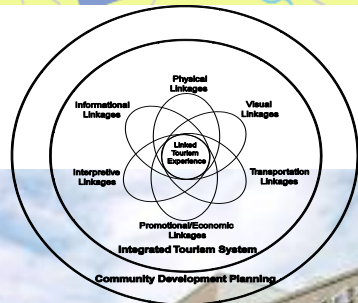 Physical
Linkages
Informational
Linkages
Visual
Linkages
Linked
Tourism
Experience
Interpretive
Linkages
Transportation
Linkages
Promotional/Economic
Linkages
Integrated Tourism System
Community Development Planning